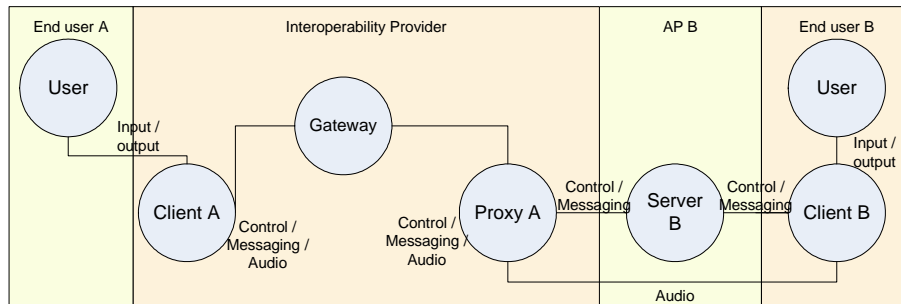 End user A
Interoperability Provider
AP B
End user B
User
User
Gateway
Input /
output
Input /
output
Client A
Control /
Messaging /
Audio
Control /
Messaging /
Audio
Proxy A
Control /
Messaging
Server
B
Control /
Messaging
Client B
Audio